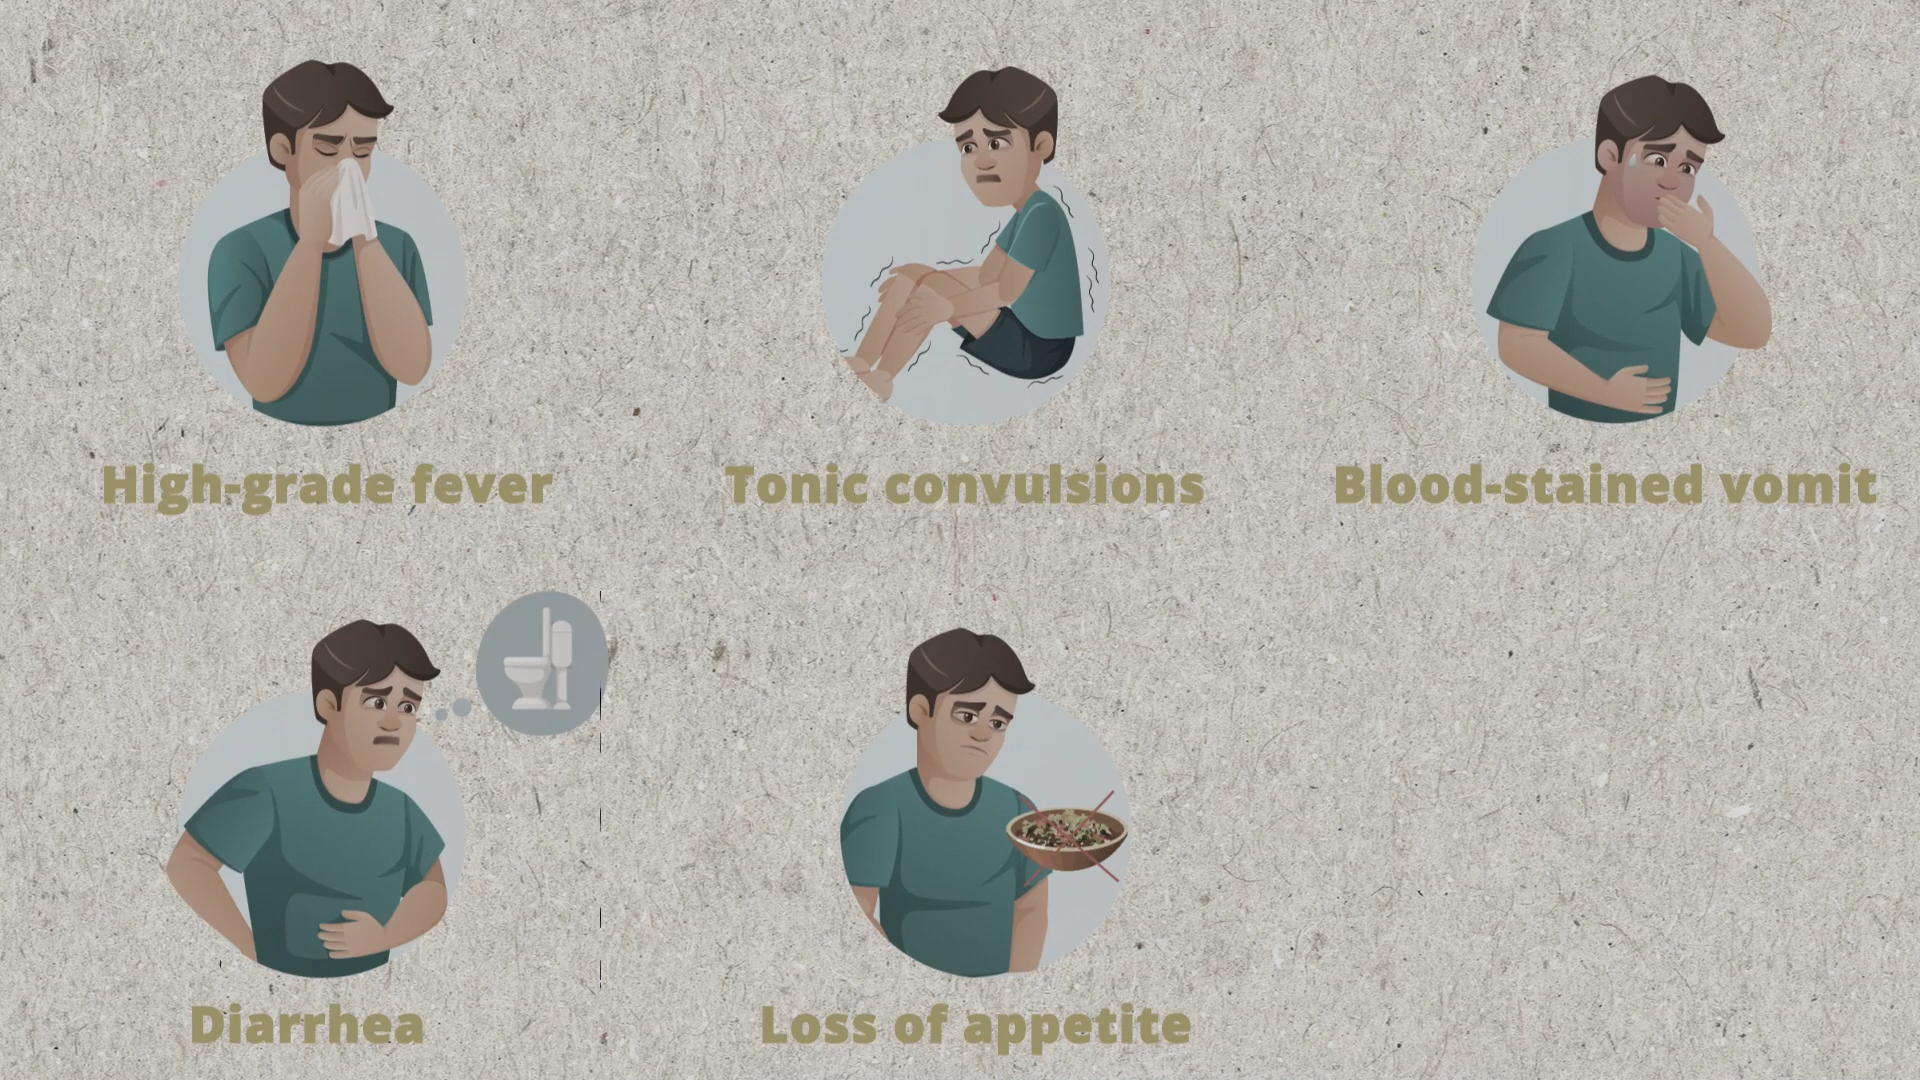 High-grade fever
Tonic convulsions
Blood-stained vomit
Diarrhea
Loss of appetite